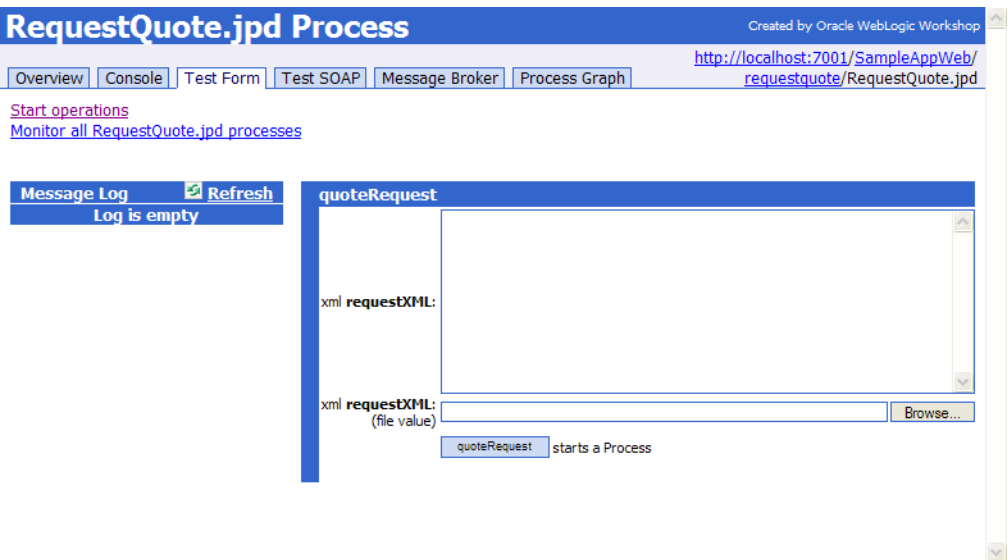 RequestQuote.jpd Process
Created by Oracle WebLogic Workshop
http://localhost:7001/SampleAppWeb/
requestquote/RequestQuote.jpd
Overview Console Test Form Test SOAP Message Broker Process Graph
Start operations
Monitor all RequestQuote.jpd processes
Message Log Refresh
Log is empty
quoteRequest
xml requestXML:
xml requestXML:
(file value)
Browse...
quoteRequest starts a Process